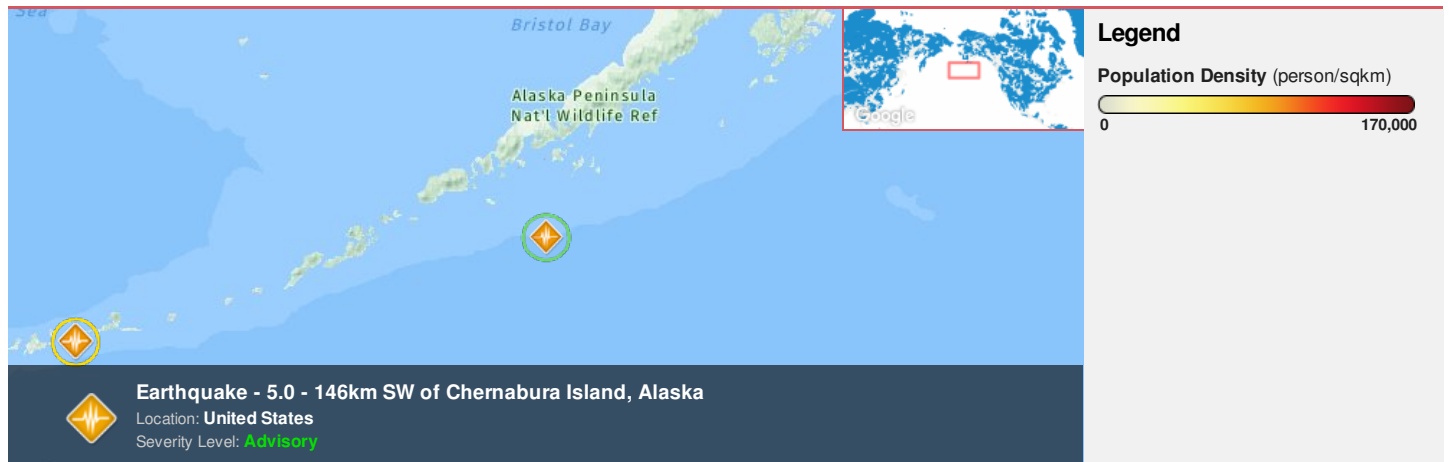 Sea
Bristol Bay
Alaska Peninsula
Nat'l Wildlife Ref
Google
Legend
Population Density (person/sqkm)
0 170,000
Earthquake - 5.0 - 146km SW of Chernabura Island, Alaska
Location: United States
Severity Level: Advisory